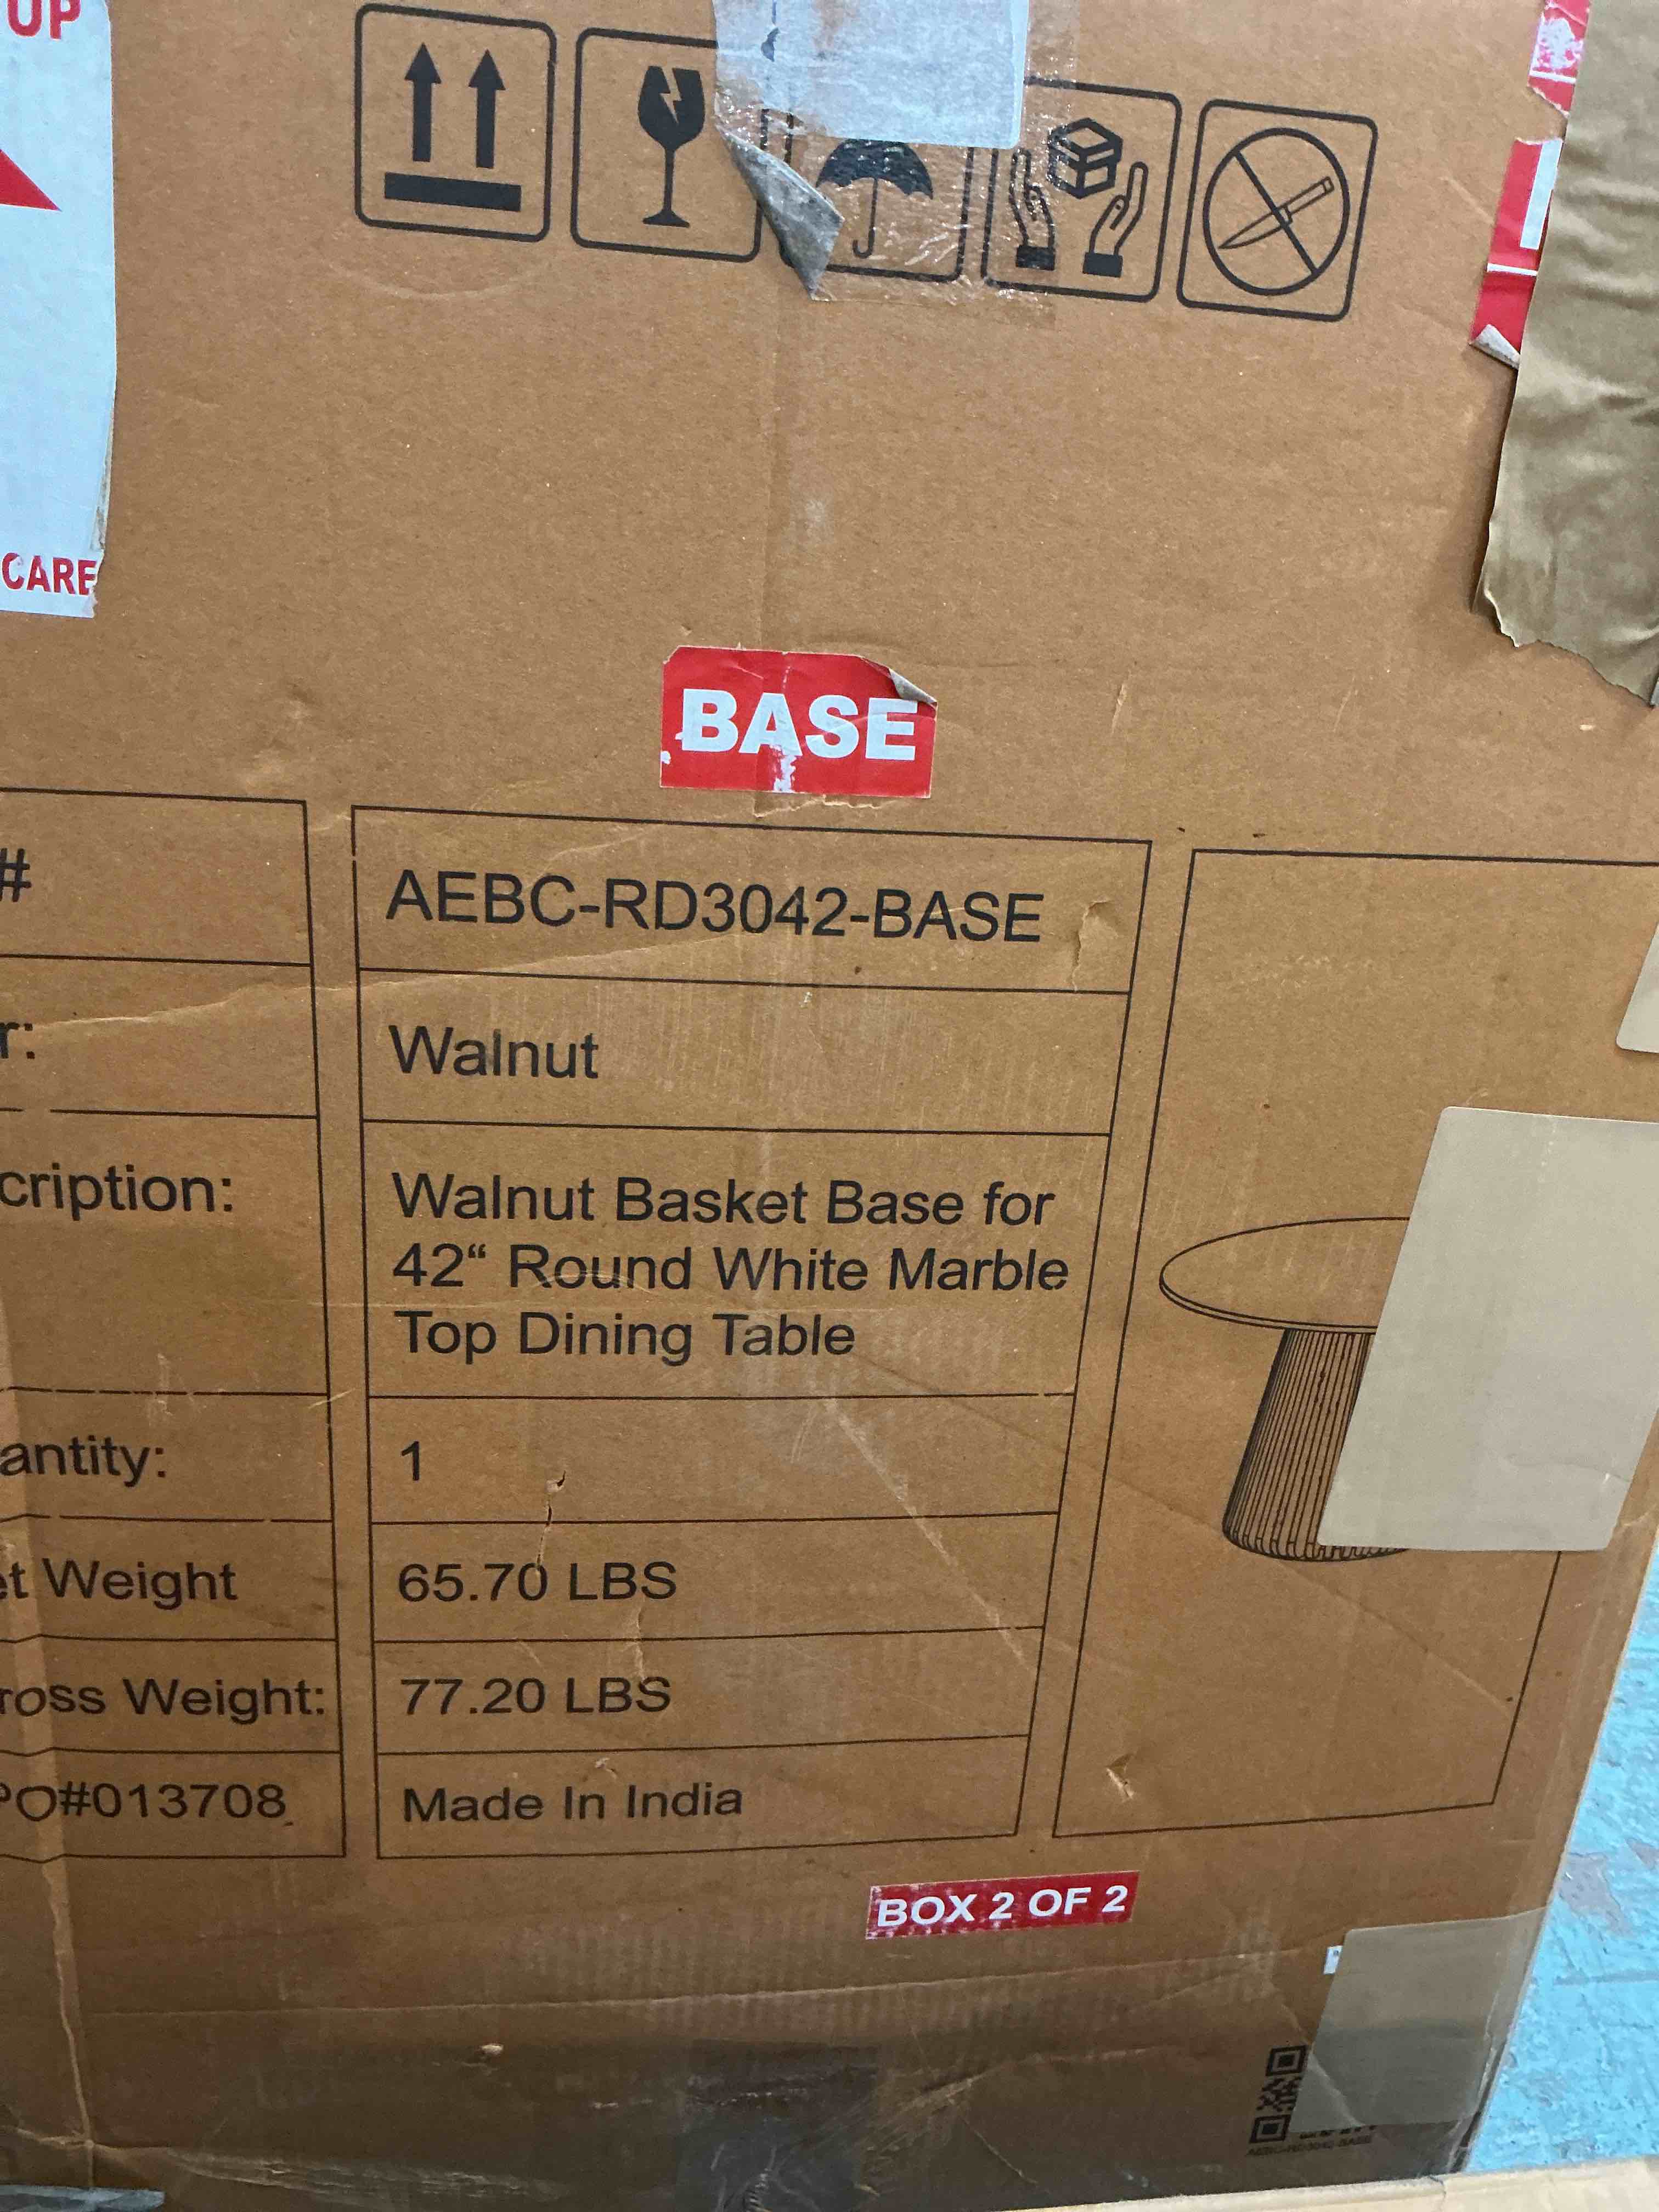 UP
CARE
BASE
#
AEBC-RD3042-BASE
r:
Walnut
cription:
Walnut Basket Base for
42“ Round White Marble
Top Dining Table
antity:
1
et Weight
65.70 LBS
ross Weight:
77.20 LBS
PO#013708
Made In India
BOX 2 OF 2